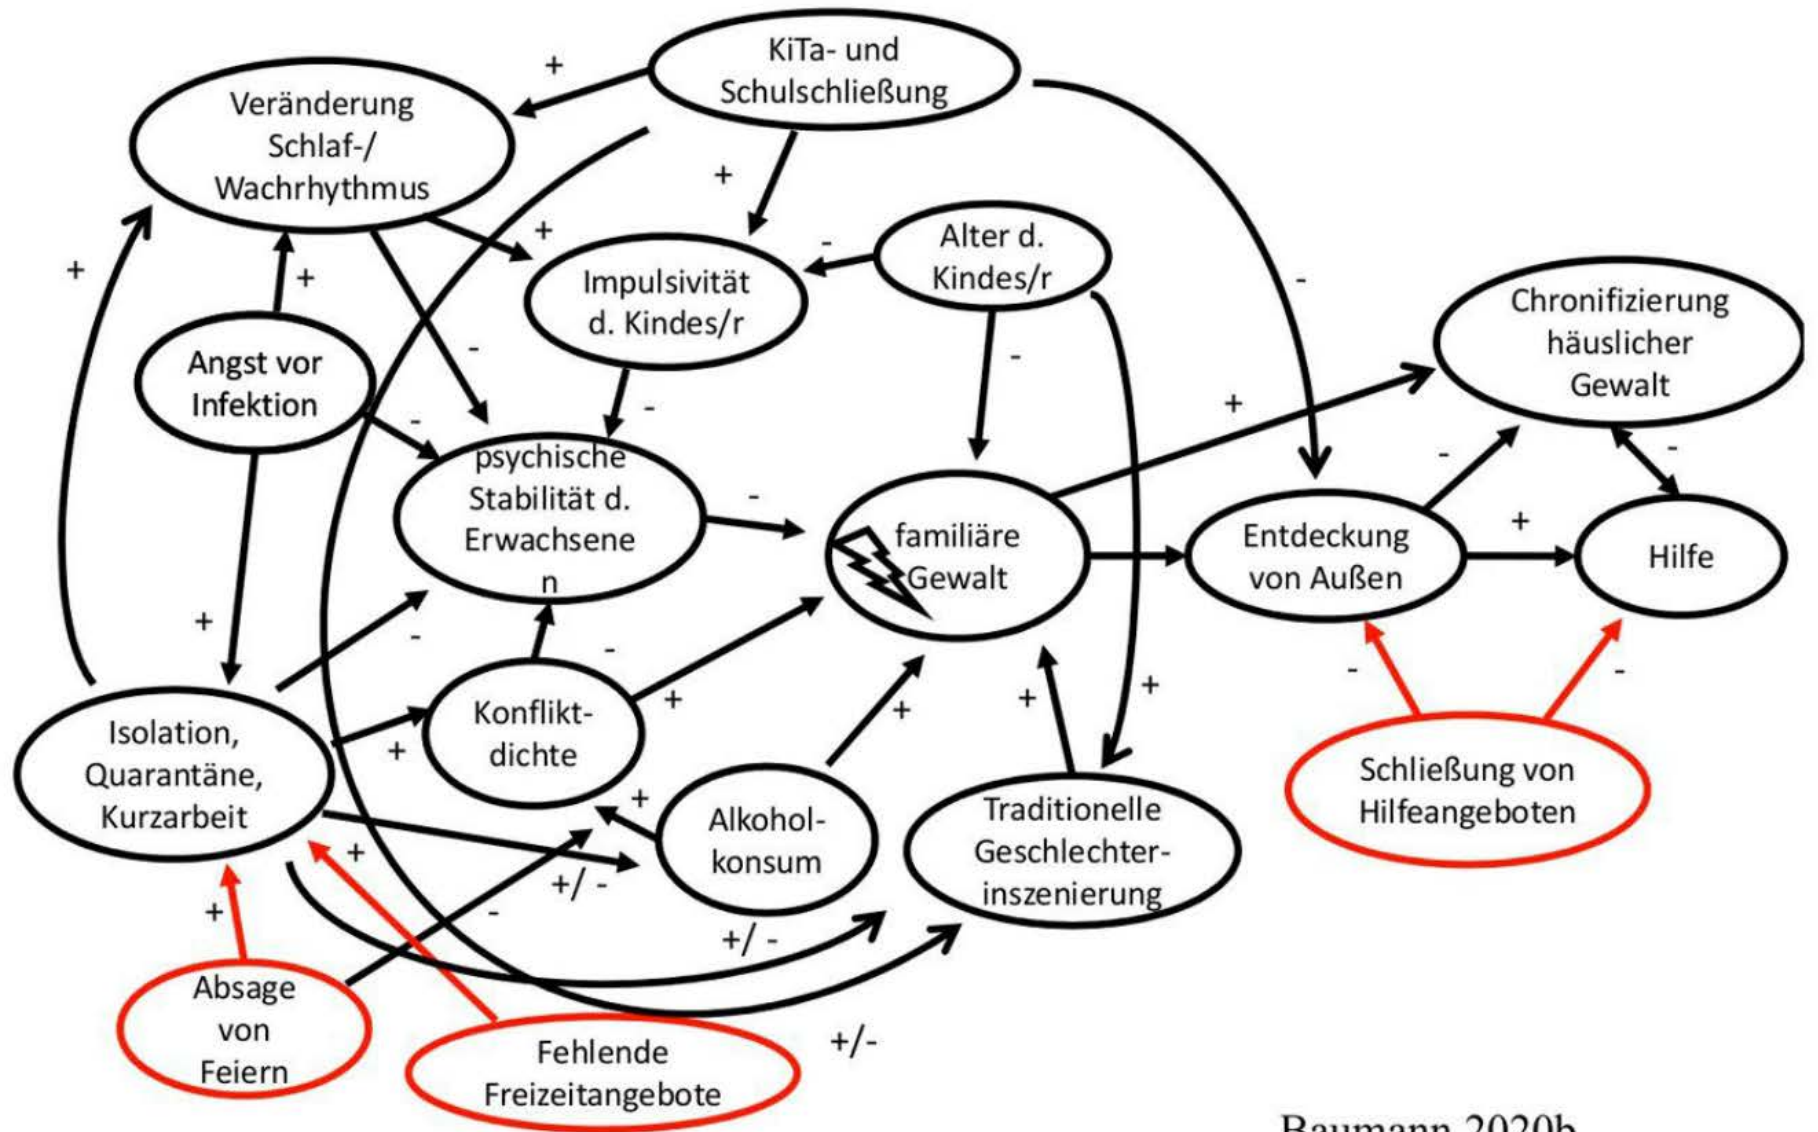 KiTa- und
Schulschließung
+
Veränderung
Schlaf-/
Wachrhythmus
+
+
-
Alter d.
Kindes/r
+
+
Impulsivität
d. Kindes/r
-
Chronifizierung
häuslicher
Gewalt
Angst vor
Infektion
-
-
-
-
+
psychische
Stabilität d.
Erwachsene
n
-
-
-
familiäre
Gewalt
Entdeckung
von Außen
+
Hilfe
+
-
-
+
+
+
-
-
Konflikt-
dichte
+
+
Isolation,
Quarantäne,
Kurzarbeit
+
Alkohol-
konsum
Traditionelle
Geschlechter-
inszenierung
Schließung von
Hilfeangeboten
+
+/ -
+
-
+/ -
Absage
von
Feiern
Fehlende
Freizeitangebote
+/-
Baumann 2020b